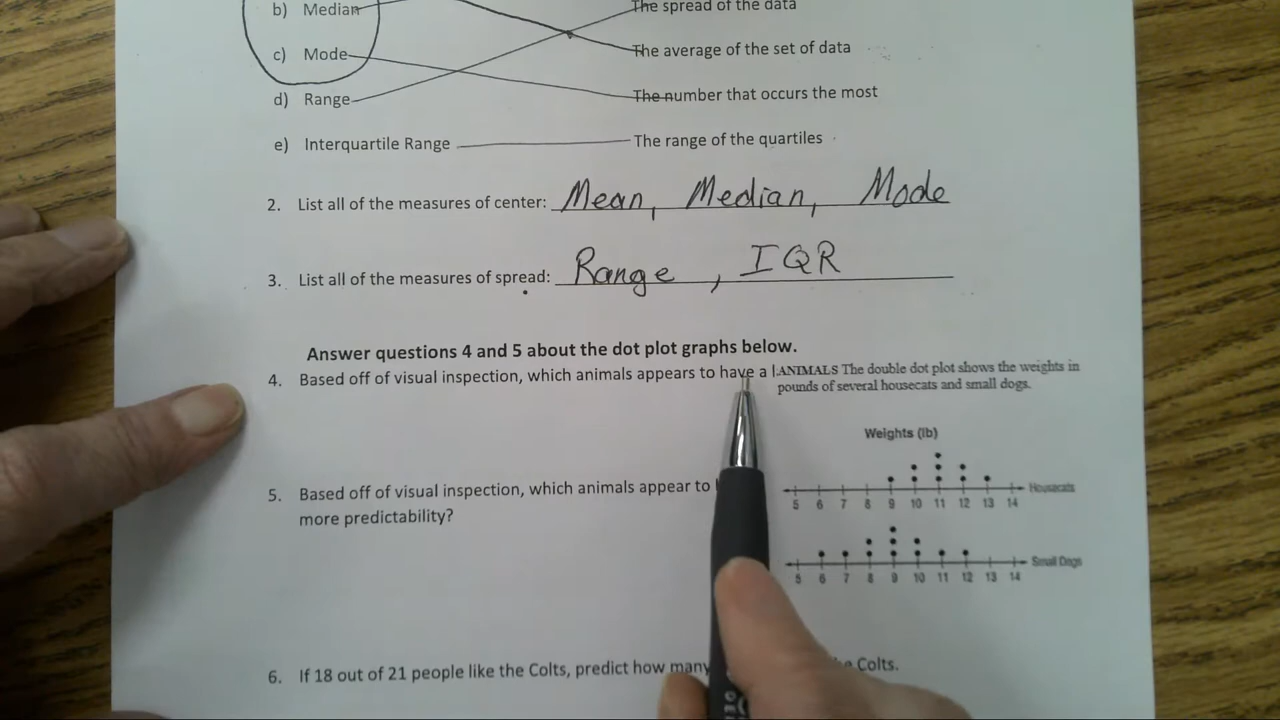 b) Median The spread of the data
c) Mode The average of the set of data
d) Range The number that occurs the most
e) Interquartile Range The range of the quartiles
2. List all of the measures of center: Mean, Median, Mode
3. List all of the measures of spread: Range, IQR
Answer questions 4 and 5 about the dot plot graphs below.
4. Based off of visual inspection, which animals appears to have a
ANIMALS The double dot plot shows the weights in
pounds of several housecats and small dogs.
Weights (lb)
Housecats
5 6 7 8 9 10 11 12 13 14
5. Based off of visual inspection, which animals appear to
more predictability?
Small Dogs
5 6 7 8 9 10 11 12 13 14
6. If 18 out of 21 people like the Colts, predict how many Colts.